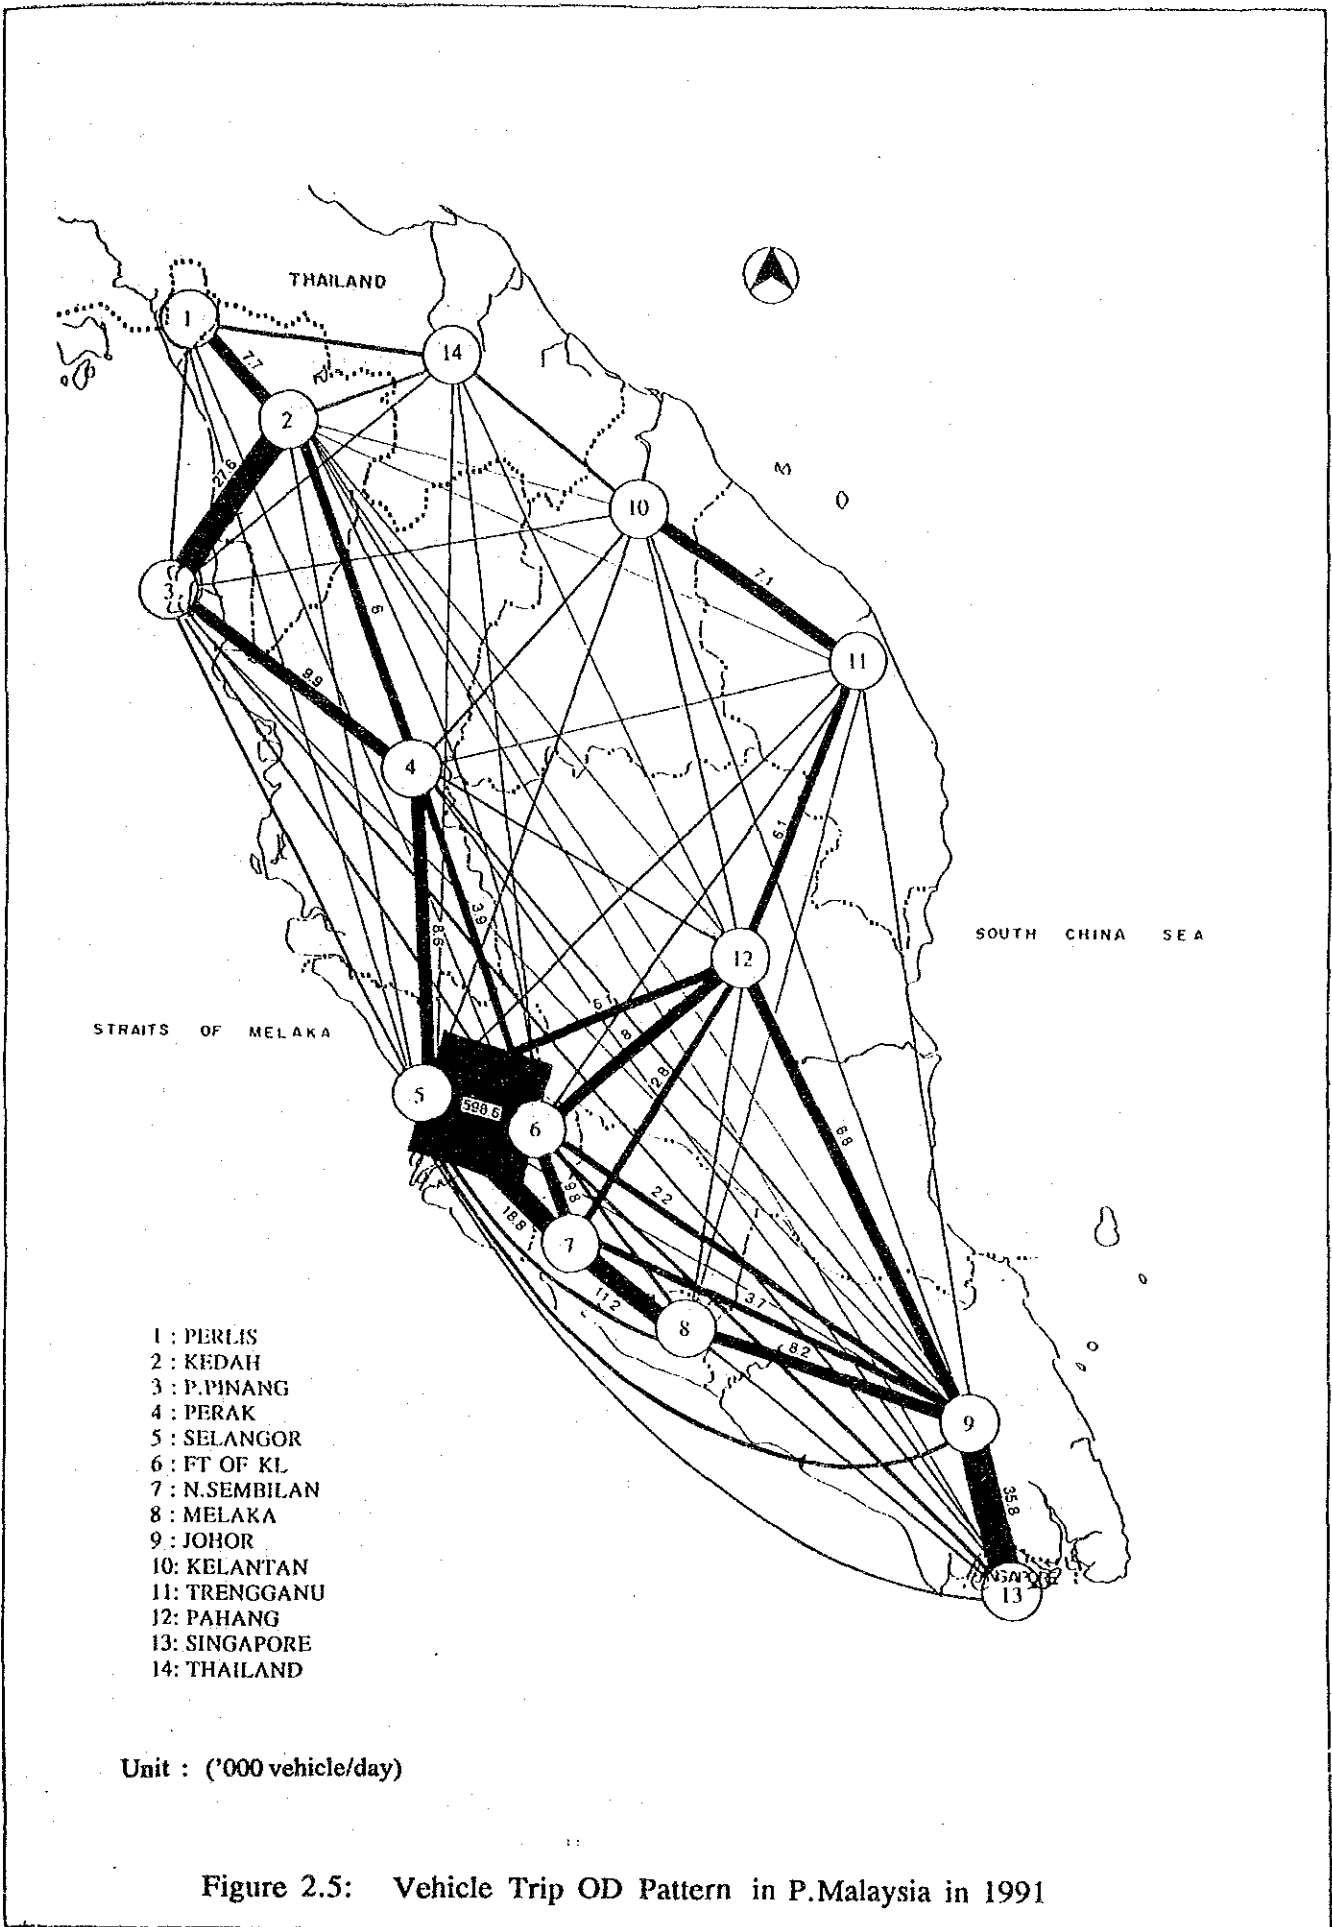 THAILAND
1
14
7.7
2
27.6
10
3
6
7.1
9.9
11
4
6.1
3.9
8.6
12
SOUTH CHINA SEA
STRAITS OF MELAKA
5.1
8
2.8
5
598.6
6
6.8
9.8
2.2
18.8
7
11.2
3.7
8
8.2
9
35.8
13
1 : PERLIS
2 : KEDAH
3 : P.PINANG
4 : PERAK
5 : SELANGOR
6 : FT OF KL
7 : N.SEMBILAN
8 : MELAKA
9 : JOHOR
10: KELANTAN
11: TRENGGANU
12: PAHANG
13: SINGAPORE
14: THAILAND
Unit : ('000 vehicle/day)
Figure 2.5: Vehicle Trip OD Pattern in P.Malaysia in 1991